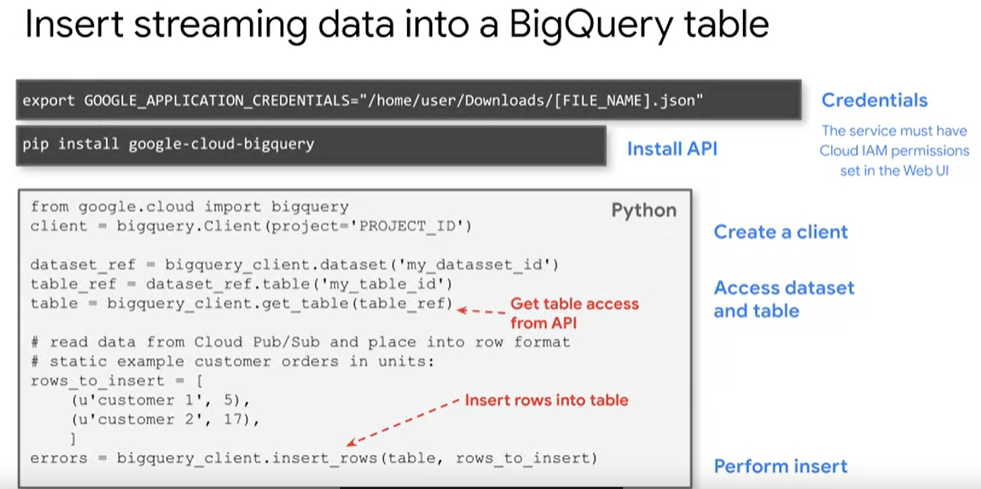 Insert streaming data into a BigQuery table
export GOOGLE_APPLICATION_CREDENTIALS="/home/user/Downloads/[FILE_NAME].json"
Credentials
The service must have
Cloud IAM permissions
set in the Web UI
pip install google-cloud-bigquery
Install API
Python
from google.cloud import bigquery
client = bigquery.Client(project='PROJECT_ID')
Create a client
dataset_ref = bigquery_client.dataset('my_datasset_id')
table_ref = dataset_ref.table('my_table_id')
table = bigquery_client.get_table(table_ref)
Get table access
from API
Access dataset
and table
# read data from Cloud Pub/Sub and place into row format
# static example customer orders in units:
rows_to_insert = [
(u'customer 1', 5),
(u'customer 2', 17),
]
Insert rows into table
errors = bigquery_client.insert_rows(table, rows_to_insert)
Perform insert